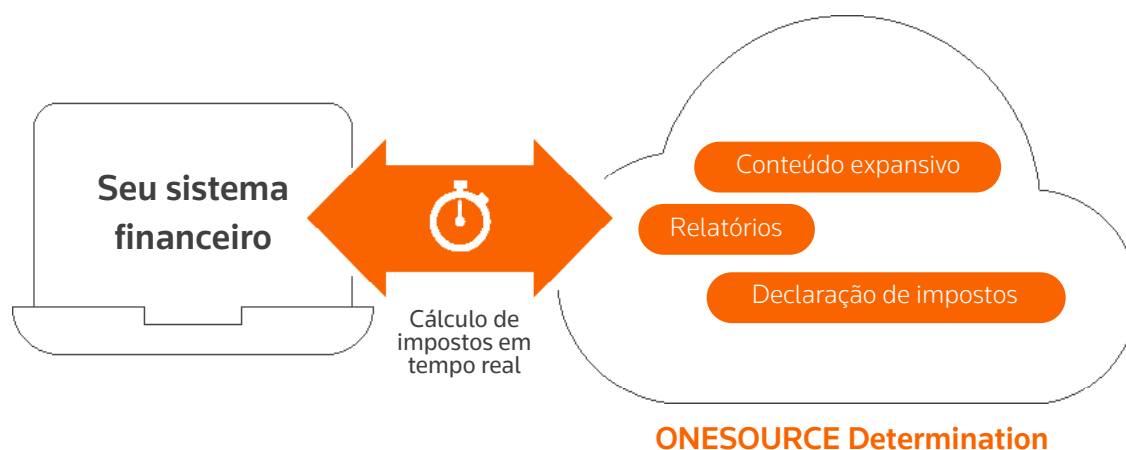 Seu sistema
financeiro
Cálculo de
impostos em
tempo real
Conteúdo expansivo
Relatórios
Declaração de impostos
ONESOURCE Determination